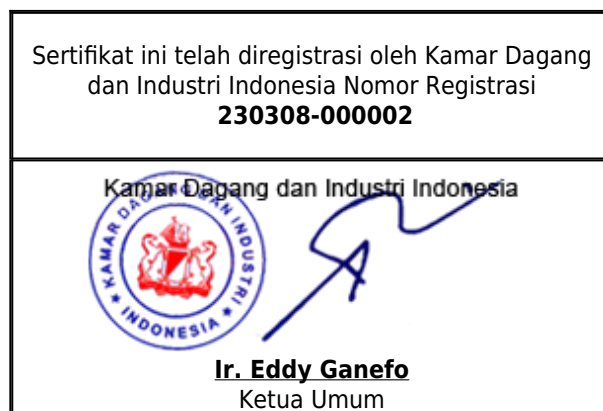 Sertifikat ini telah diregistrasi oleh Kamar Dagang
dan Industri Indonesia Nomor Registrasi
230308-000002
Kamar Dagang dan Industri Indonesia
KAMAR DAGANG DAN INDUSTRI
INDONESIA
Ir. Eddy Ganefo
Ketua Umum